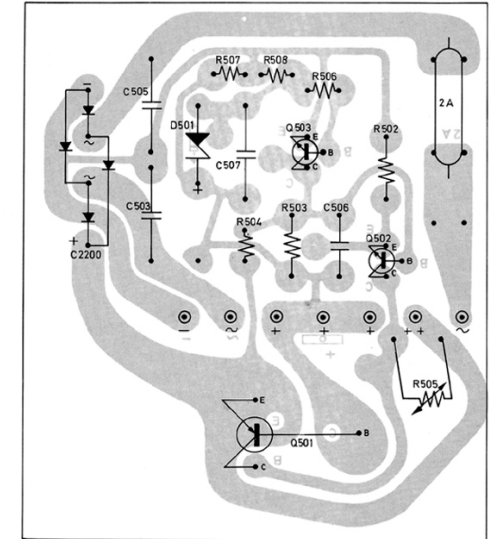 R507 R508
C505 R506
2A
D501 Q503 R502
E
C507 B
C
C503 R503 C506
R504
E
Q502
B
C2200
C
− ~ + + + + + ~
R505
E
Q501 B
C